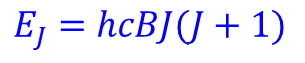 E_J = hcBJ(J + 1)